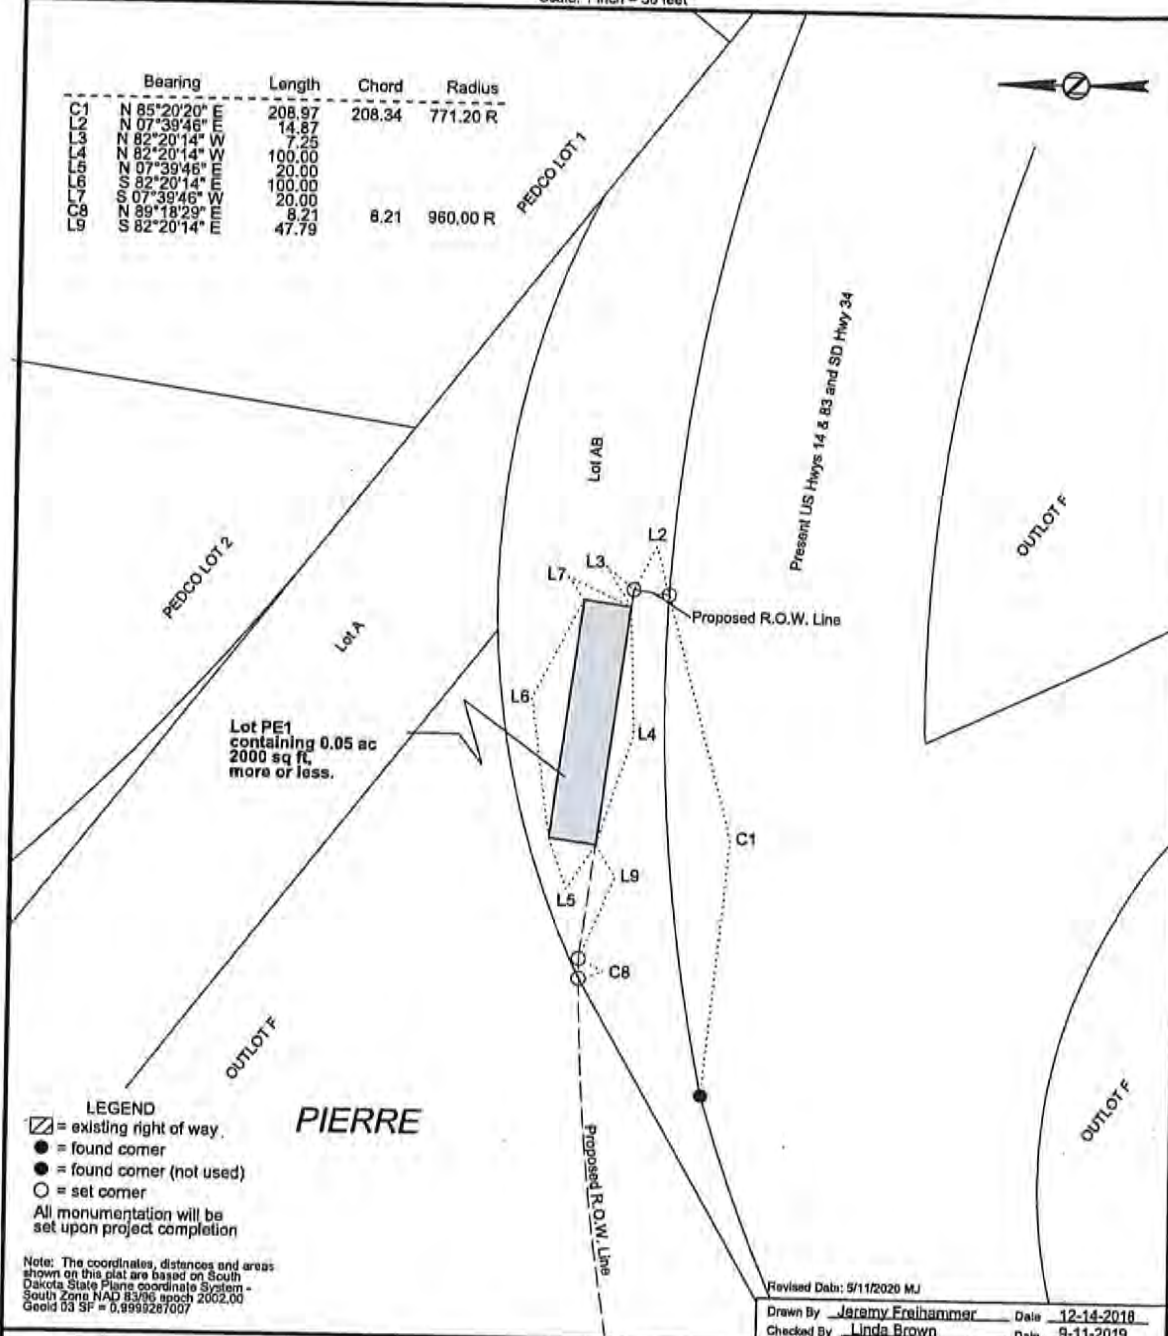 Scale: 1 inch = 50 feet
Bearing Length Chord Radius
C1 N 85°20'20" E 208.97 208.34 771.20 R
L2 N 07°39'46" E 14.87
L3 N 82°20'14" W 7.25
L4 N 82°20'14" W 100.00
L5 N 07°39'46" E 20.00
L6 S 82°20'14" E 100.00
L7 S 07°39'46" W 20.00
C8 N 89°18'29" E 8.21 8.21 960.00 R
L9 S 82°20'14" E 47.79
PEDCO LOT 1
Present US Hwys 14 & 83 and SD Hwy 34
Lot AB
OUTLOT F
PEDCO LOT 2
L2
L3
L7
Proposed R.O.W. Line
Lot A
L6
L4
Lot PE1
containing 0.05 ac
2000 sq ft,
more or less.
C1
L9
L5
C8
OUTLOT F
OUTLOT F
PIERRE
Proposed R.O.W. Line
LEGEND
= existing right of way
= found corner
= found corner (not used)
= set corner
All monumentation will be
set upon project completion
Note: The coordinates, distances and areas
shown on this plat are based on South
Dakota State Plane coordinate System -
South Zone NAD 83/96 epoch 2002.00
Geoid 03 SF = 0.9999287007
Revised Date: 5/11/2020 MJ
Drawn By Jeremy Freihammer Date 12-14-2018
Checked By Linda Brown Date 9-11-2019